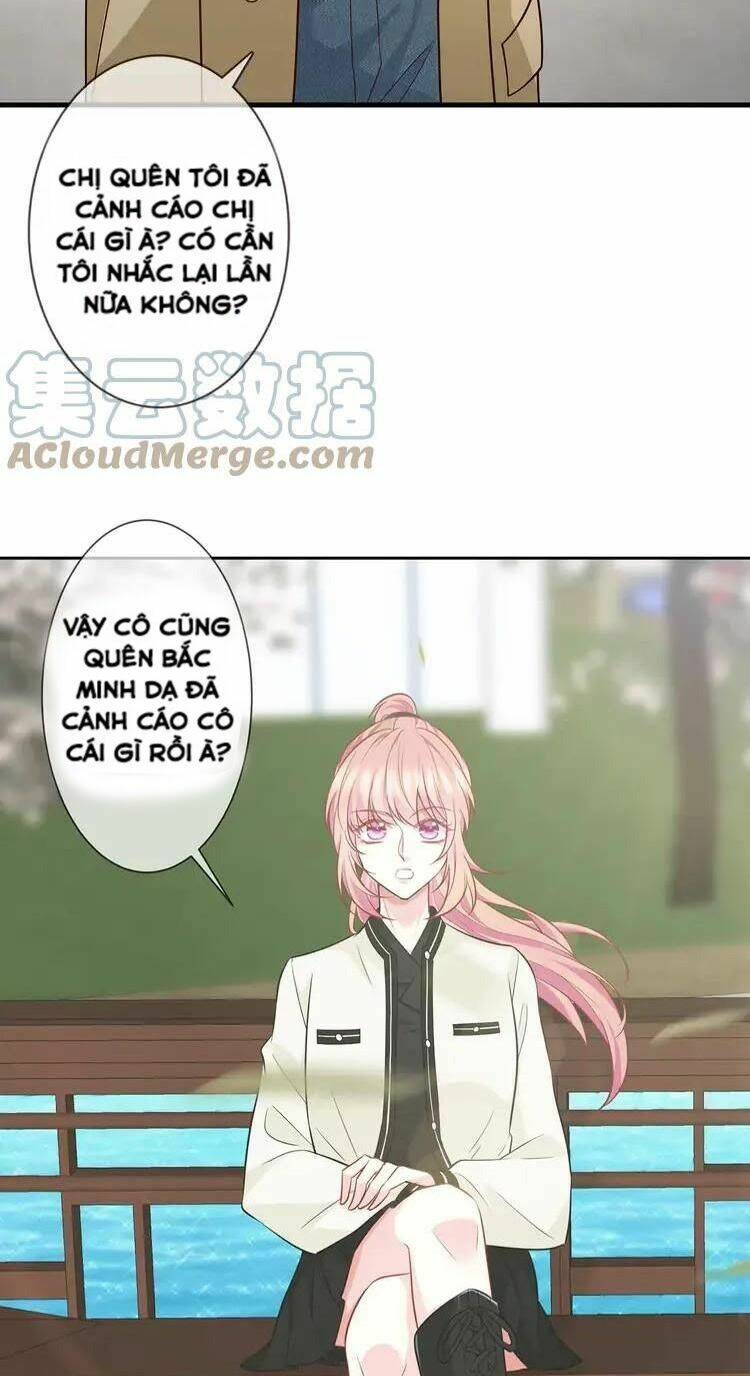 CHỊ QUÊN TÔI ĐÃ
CẢNH CÁO CHỊ
CÁI GÌ À? CÓ CẦN
TÔI NHẮC LẠI LẦN
NỮA KHÔNG?
集云数据
ACloudMerge.com
VẬY CÔ CŨNG
QUÊN BẮC
MINH DẠ ĐÃ
CẢNH CÁO CÔ
CÁI GÌ RỒI À?